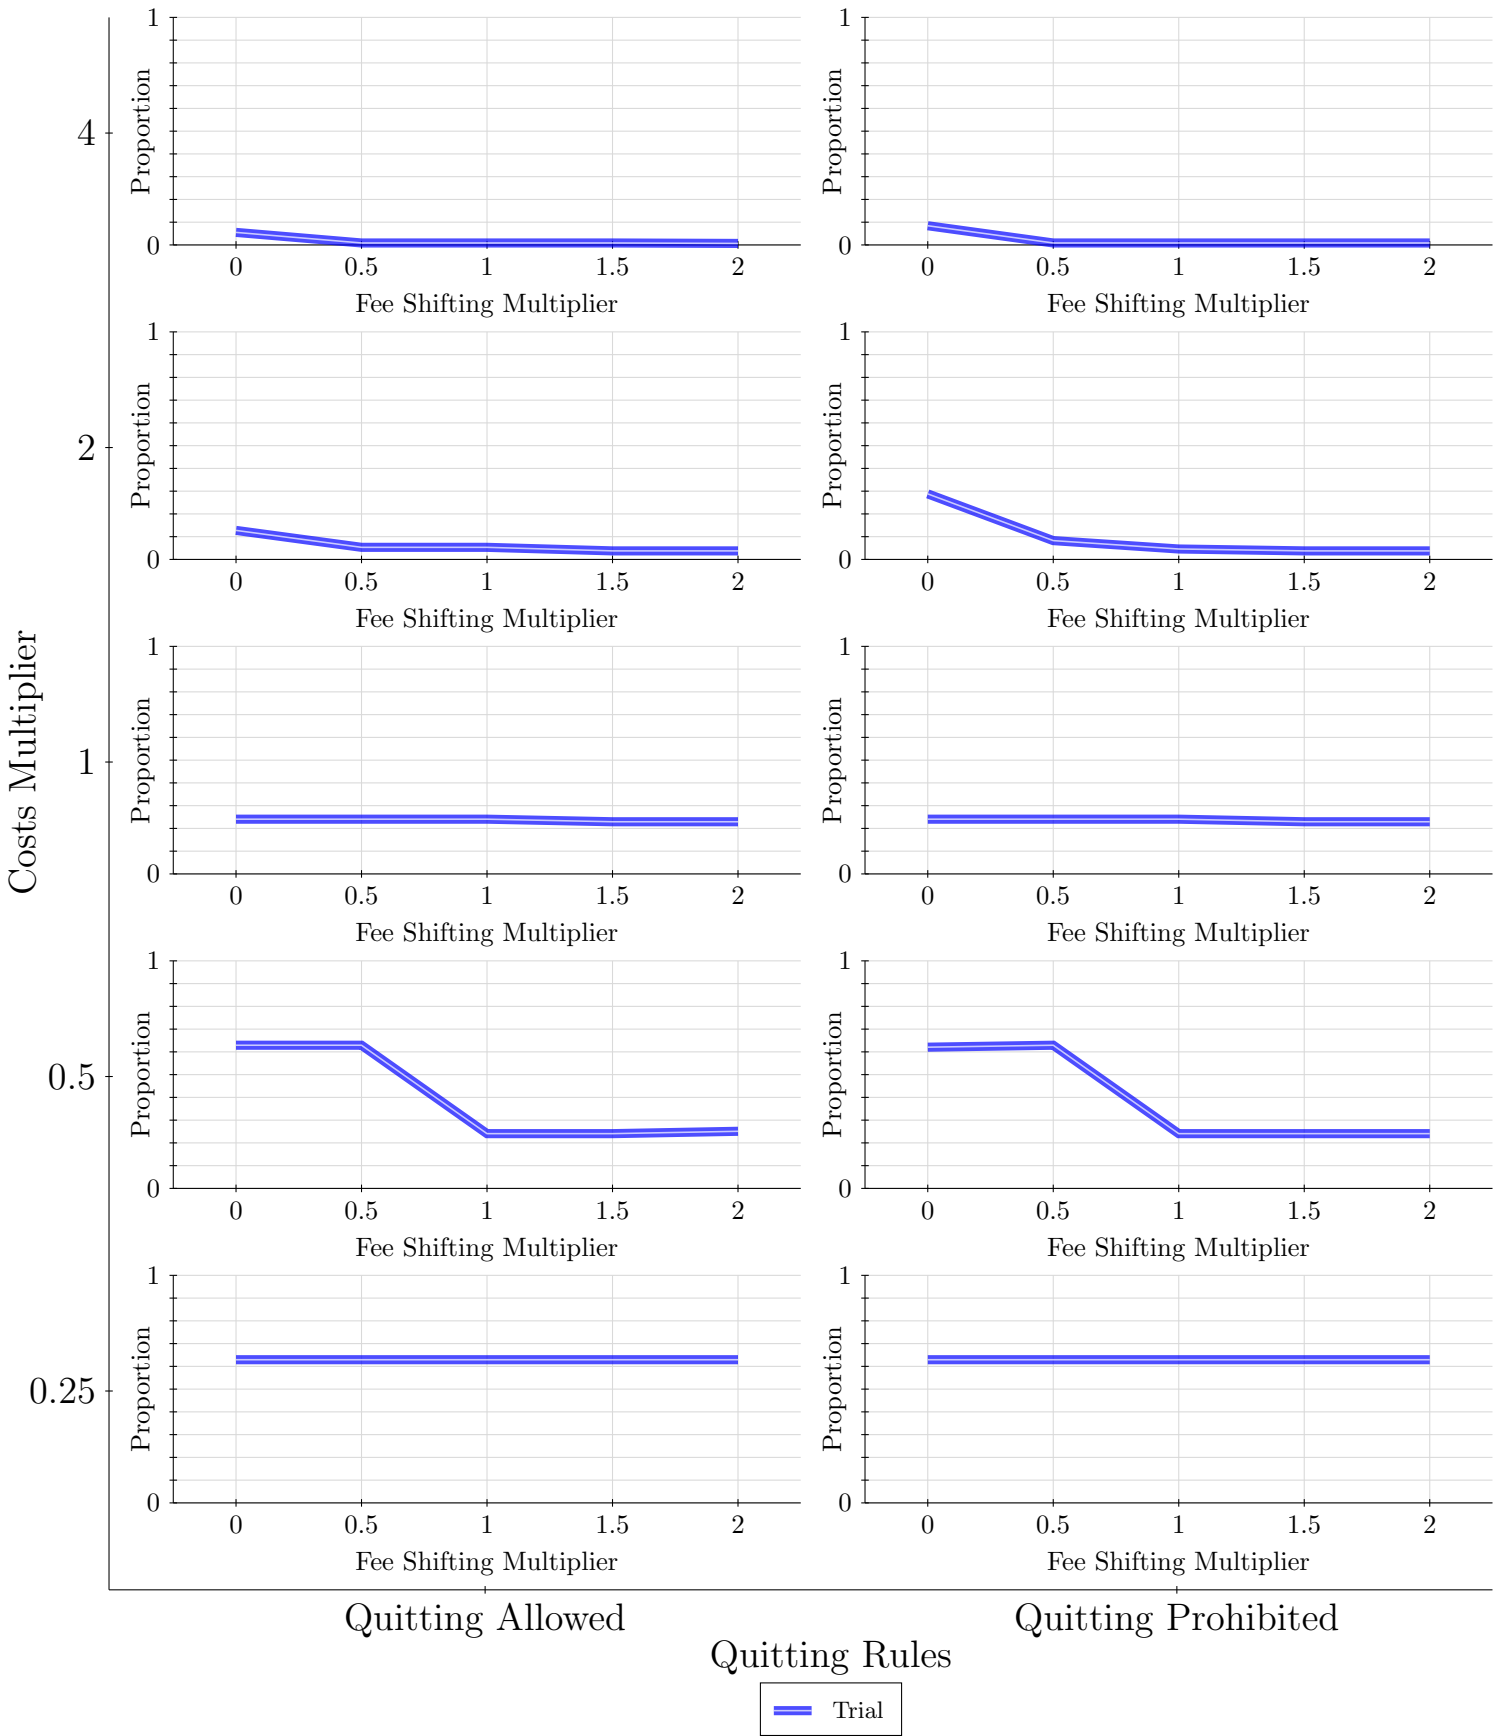 1
Proportion
0
0 0.5 1 1.5 2
Fee Shifting Multiplier
1
Proportion
0
0 0.5 1 1.5 2
Fee Shifting Multiplier
4
1
Proportion
0
0 0.5 1 1.5 2
Fee Shifting Multiplier
1
Proportion
0
0 0.5 1 1.5 2
Fee Shifting Multiplier
2
1
Proportion
0
0 0.5 1 1.5 2
Fee Shifting Multiplier
1
Proportion
0
0 0.5 1 1.5 2
Fee Shifting Multiplier
1
Costs Multiplier
1
Proportion
0
0 0.5 1 1.5 2
Fee Shifting Multiplier
1
Proportion
0
0 0.5 1 1.5 2
Fee Shifting Multiplier
0.5
1
Proportion
0
0 0.5 1 1.5 2
Fee Shifting Multiplier
1
Proportion
0
0 0.5 1 1.5 2
Fee Shifting Multiplier
0.25
Quitting Allowed
Quitting Prohibited
Quitting Rules
Trial